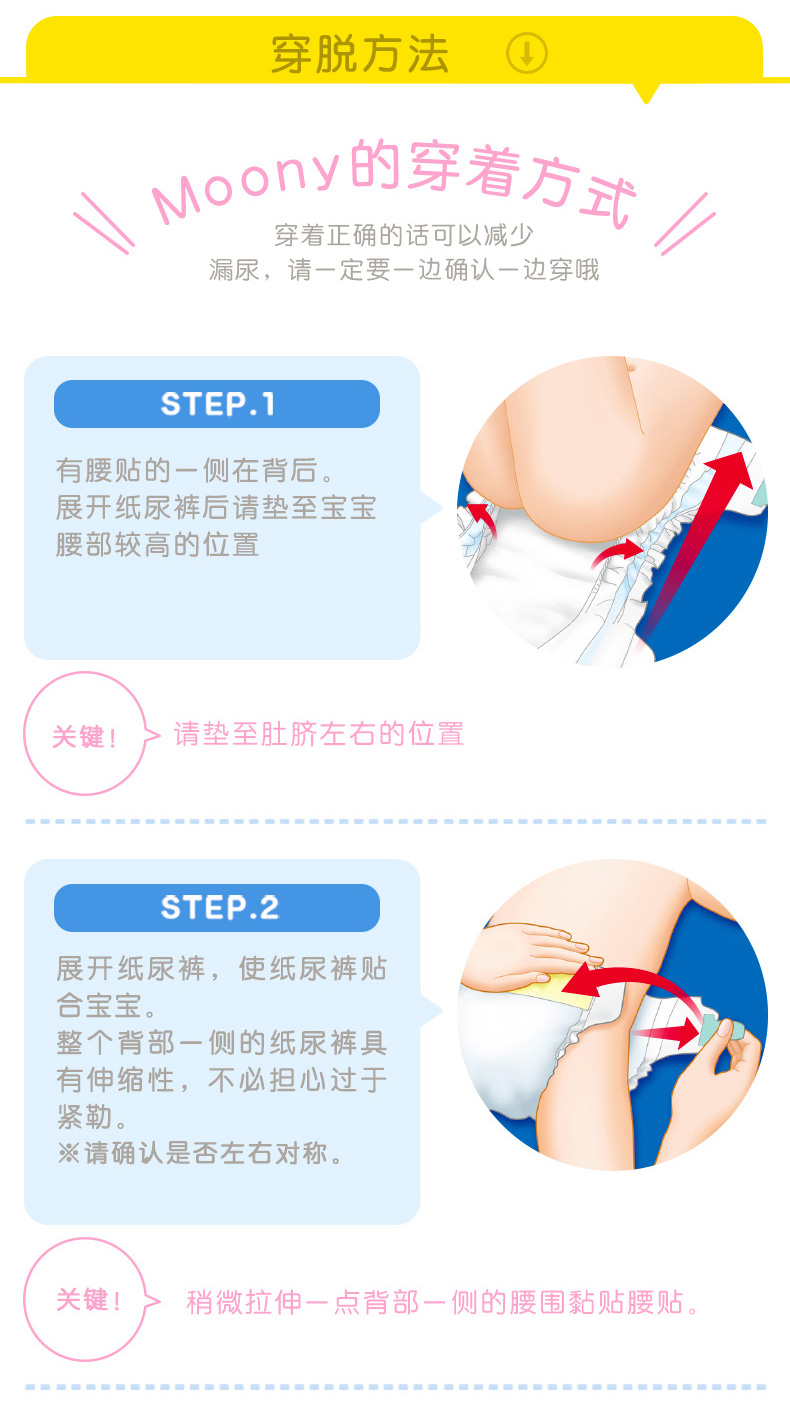 穿脱方法
Moony的穿着方式
穿着正确的话可以减少
漏尿，请一定要一边确认一边穿哦
STEP.1
有腰贴的一侧在背后。
展开纸尿裤后请垫至宝宝
腰部较高的位置
关键！
请垫至肚脐左右的位置
STEP.2
展开纸尿裤，使纸尿裤贴
合宝宝。
整个背部一侧的纸尿裤具
有伸缩性，不必担心过于
紧勒。
※请确认是否左右对称。
关键！
稍微拉伸一点背部一侧的腰围黏贴腰贴。